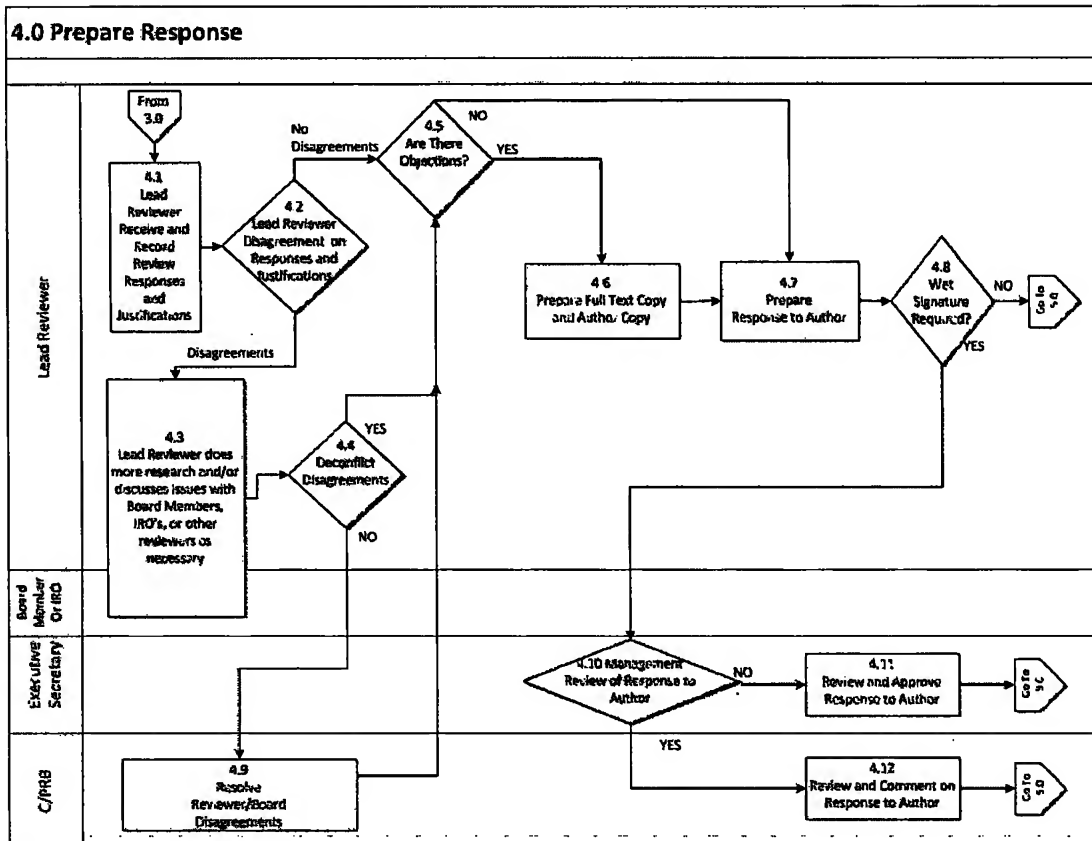 4.0 Prepare Response
Lead Reviewer
From
3.0
4.1
Lead
Reviewer
Receive and
Record
Review
Responses
and
Justifications
No
Disagreements
4.2
Lead Reviewer
Disagreement on
Responses and
Justifications
Disagreements
4.3
Lead Reviewer does
more research and/or
discusses issues with
Board Members,
IRO's, or other
reviewers as
necessary
4.4
Deconflict
Disagreements
YES
NO
4.5
Are There
Objections?
NO
YES
4.6
Prepare Full Text Copy
and Author Copy
4.7
Prepare
Response to Author
4.8
Wet
Signature
Required?
NO
YES
Go To
5.0
Board
Member
Or IRO
Executive
Secretary
4.10 Management
Review of Response to
Author
NO
YES
4.11
Review and Approve
Response to Author
Go To
C/PRB
4.9
Resolve
Reviewer/Board
Disagreements
4.12
Review and Comment on
Response to Author
Go To
5.0